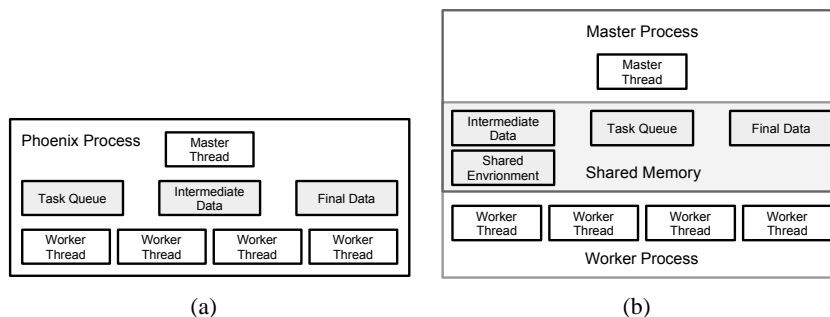 Phoenix Process
Master
Thread
Task Queue
Intermediate
Data
Final Data
Worker
Thread
Worker
Thread
Worker
Thread
Worker
Thread
(a)
Master Process
Master
Thread
Intermediate
Data
Task Queue
Final Data
Shared
Envrionment
Shared Memory
Worker
Thread
Worker
Thread
Worker
Thread
Worker
Thread
Worker Process
(b)